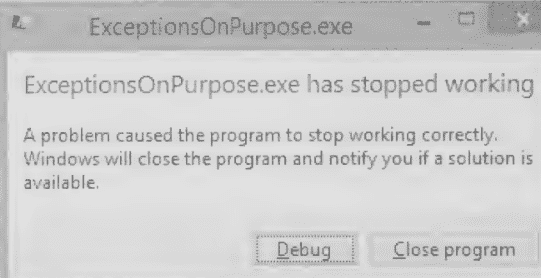 ExceptionsOnPurpose.exe
ExceptionsOnPurpose.exe has stopped working
A problem caused the program to stop working correctly.
Windows will close the program and notify you if a solution is
available.
Debug
Close program